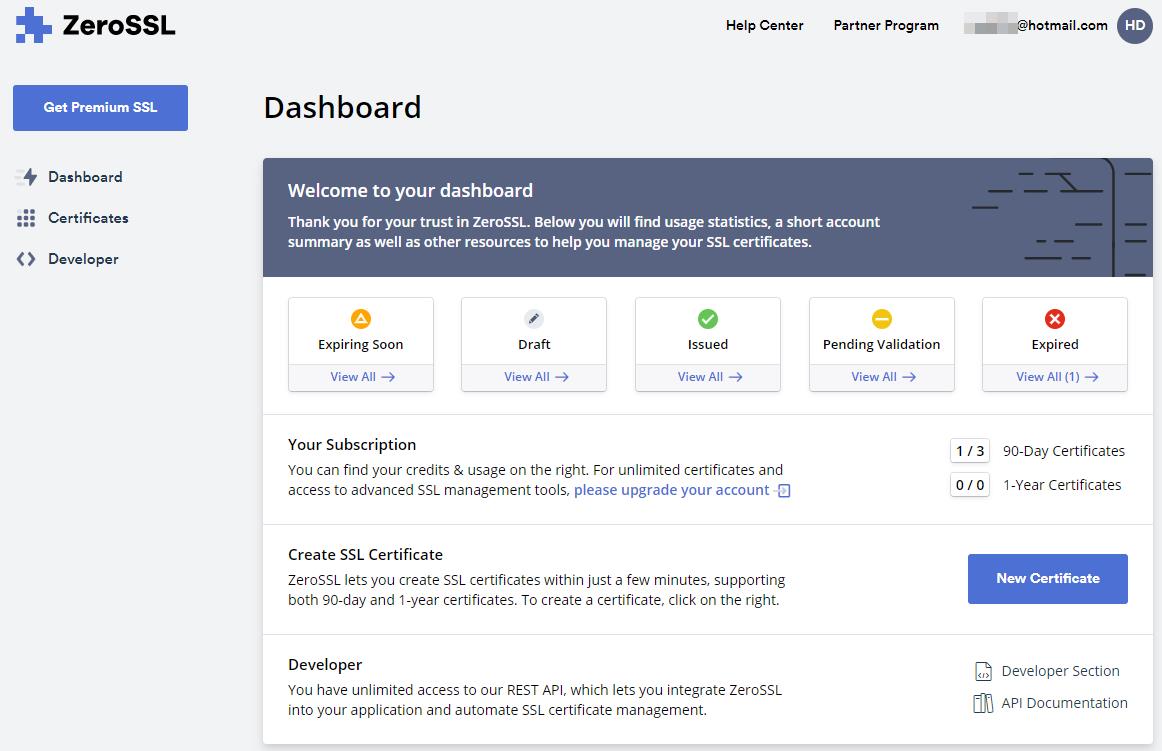 ZeroSSL
Help Center
Partner Program
@hotmail.com
HD
Get Premium SSL
Dashboard
Certificates
Developer
Dashboard
Welcome to your dashboard
Thank you for your trust in ZeroSSL. Below you will find usage statistics, a short account
summary as well as other resources to help you manage your SSL certificates.
Expiring Soon
View All
Draft
View All
Issued
View All
Pending Validation
View All
Expired
View All (1)
Your Subscription
You can find your credits & usage on the right. For unlimited certificates and
access to advanced SSL management tools, please upgrade your account
1 / 3 90-Day Certificates
0 / 0 1-Year Certificates
Create SSL Certificate
ZeroSSL lets you create SSL certificates within just a few minutes, supporting
both 90-day and 1-year certificates. To create a certificate, click on the right.
New Certificate
Developer
You have unlimited access to our REST API, which lets you integrate ZeroSSL
into your application and automate SSL certificate management.
Developer Section
API Documentation